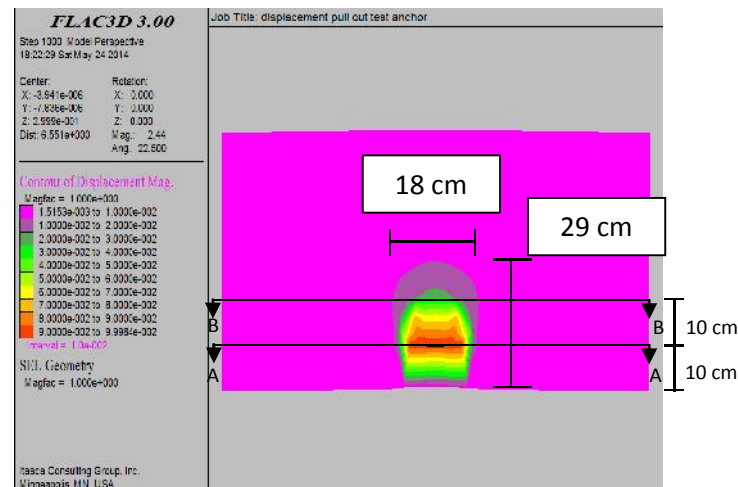 FLAC3D 3.00
Job Title: displacement pull out test anchor
Step 1000 Model Perspective
18:22:29 Sat May 24 2014
Center: Rotation:
X: -3.941e-006 X: 0.000
Y: -7.836e-006 Y: 0.000
Z: 2.999e-001 Z: 0.000
Dist: 6.551e+000 Mag.: 2.44
Ang.: 22.500
Contour of Displacement Mag.
Magfac = 1.000e+000
1.5153e-003 to 1.0000e-002
1.0000e-002 to 2.0000e-002
2.0000e-002 to 3.0000e-002
3.0000e-002 to 4.0000e-002
4.0000e-002 to 5.0000e-002
5.0000e-002 to 6.0000e-002
6.0000e-002 to 7.0000e-002
7.0000e-002 to 8.0000e-002
8.0000e-002 to 9.0000e-002
9.0000e-002 to 9.9984e-002
Interval = 1.0e-002
SEL Geometry
Magfac = 1.000e+000
Itasca Consulting Group, Inc.
Minneapolis, MN USA
18 cm
29 cm
B B 10 cm
A A 10 cm